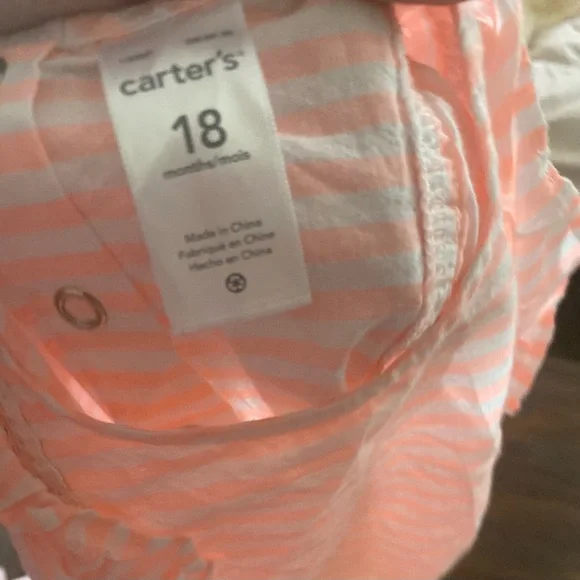 carter's
18
months/mois
Made in China
Fabriqué en Chine
Hecho en China